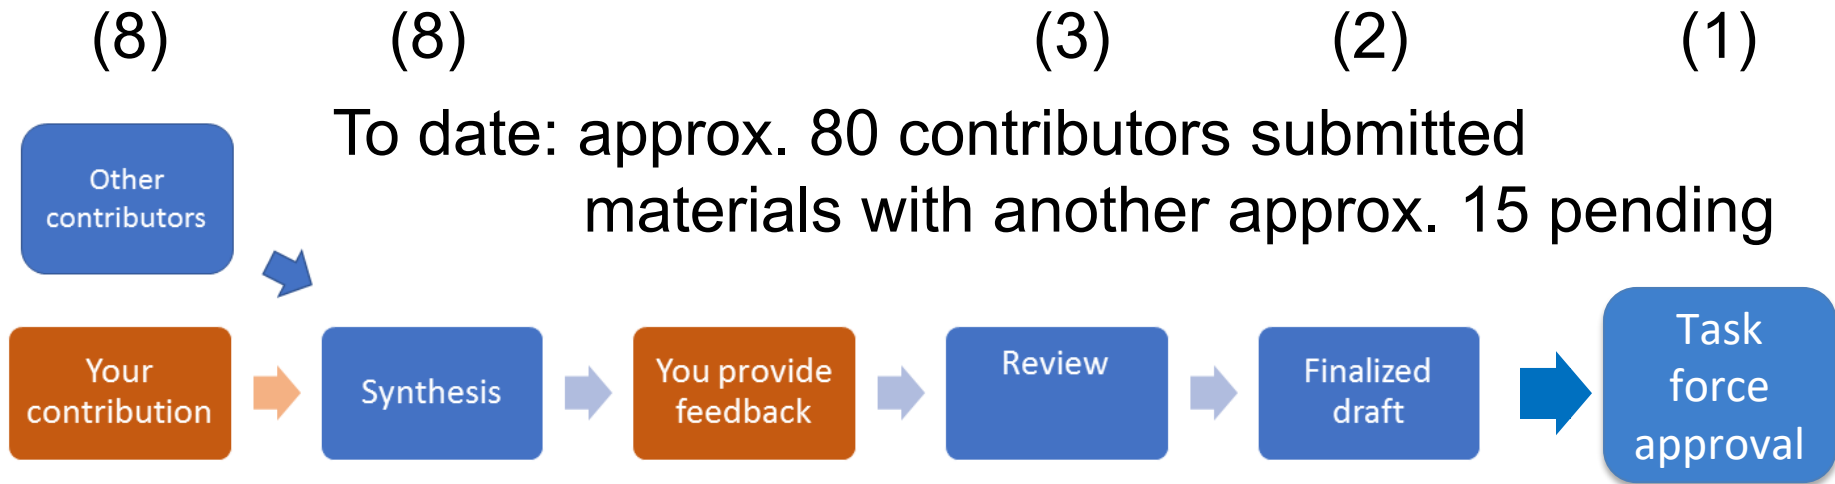 (8) (8) (3) (2) (1)
To date: approx. 80 contributors submitted
materials with another approx. 15 pending
Other
contributors
Your
contribution
Synthesis
You provide
feedback
Review
Finalized
draft
Task
force
approval